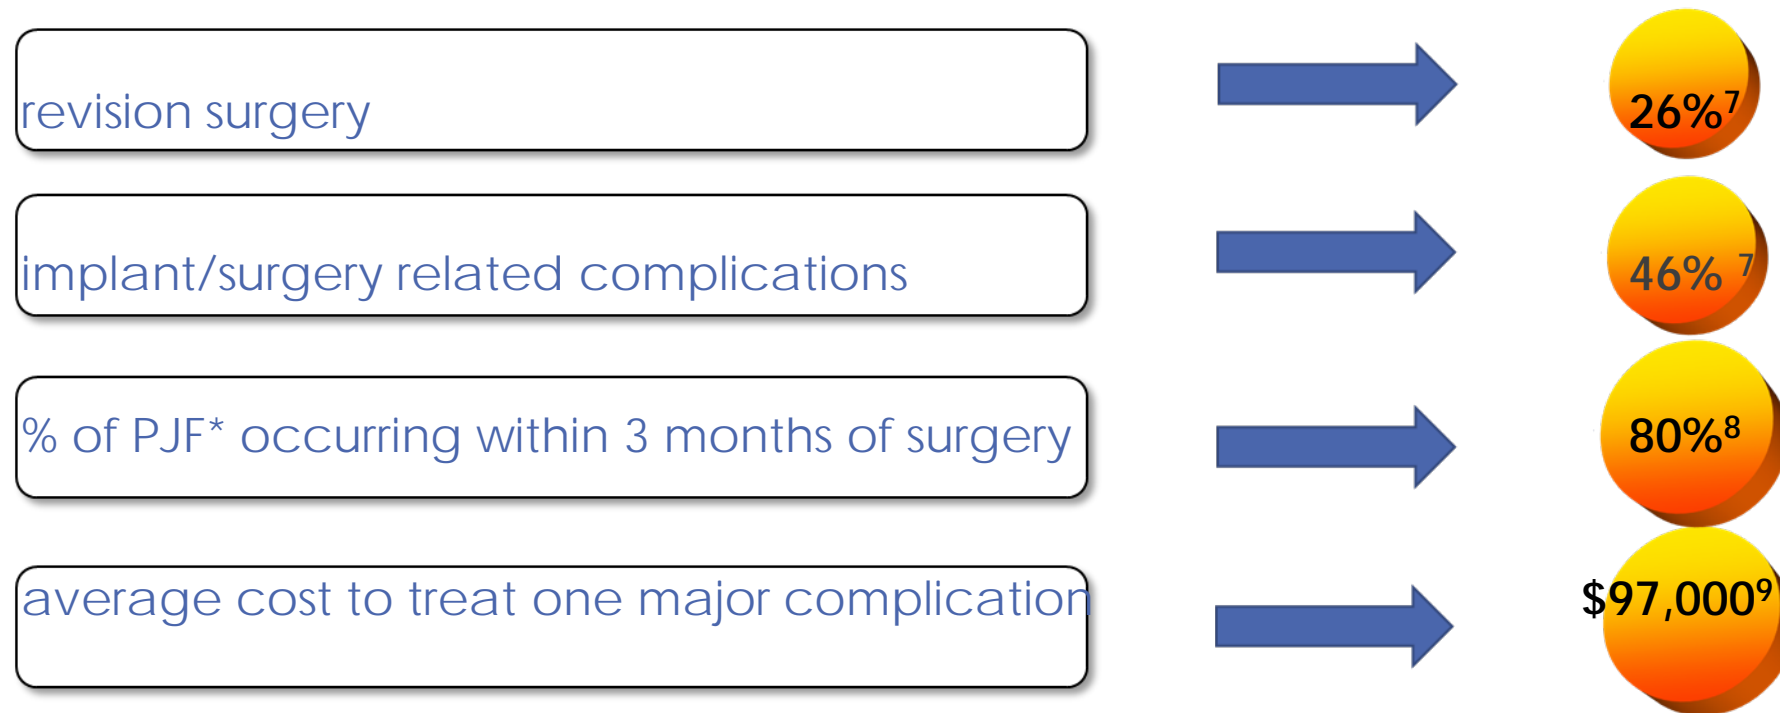 revision surgery
26%⁷
implant/surgery related complications
46% ⁷
% of PJF* occurring within 3 months of surgery
80%⁸
average cost to treat one major complication
$97,000⁹